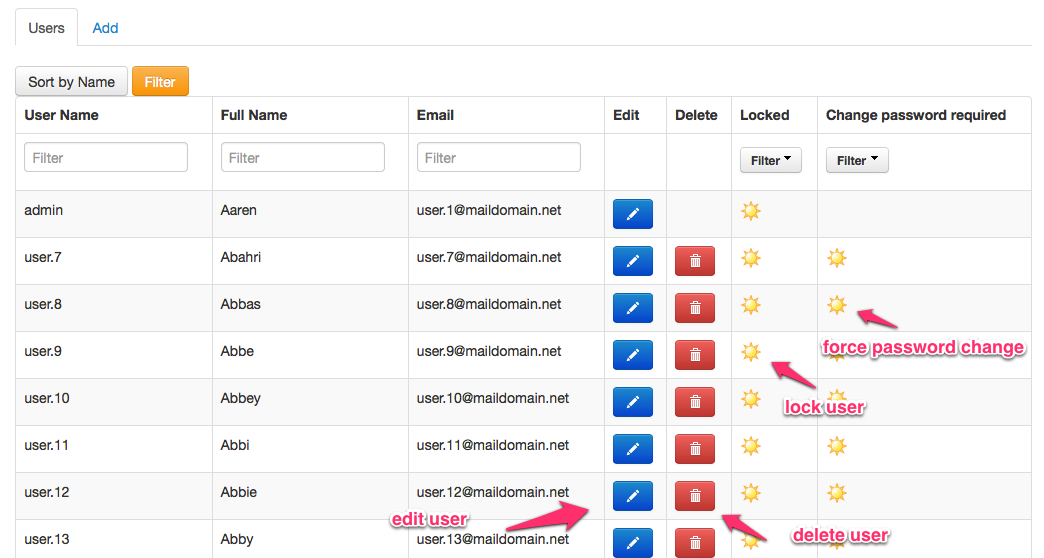 Users Add
Sort by Name Filter
User Name Full Name Email Edit Delete Locked Change password required
Filter Filter Filter Filter Filter
admin Aaren user.1@maildomain.net
user.7 Abahri user.7@maildomain.net
user.8 Abbas user.8@maildomain.net
force password change
user.9 Abbe user.9@maildomain.net
user.10 Abbey user.10@maildomain.net
lock user
user.11 Abbi user.11@maildomain.net
user.12 Abbie user.12@maildomain.net
edit user
delete user
user.13 Abby user.13@maildomain.net